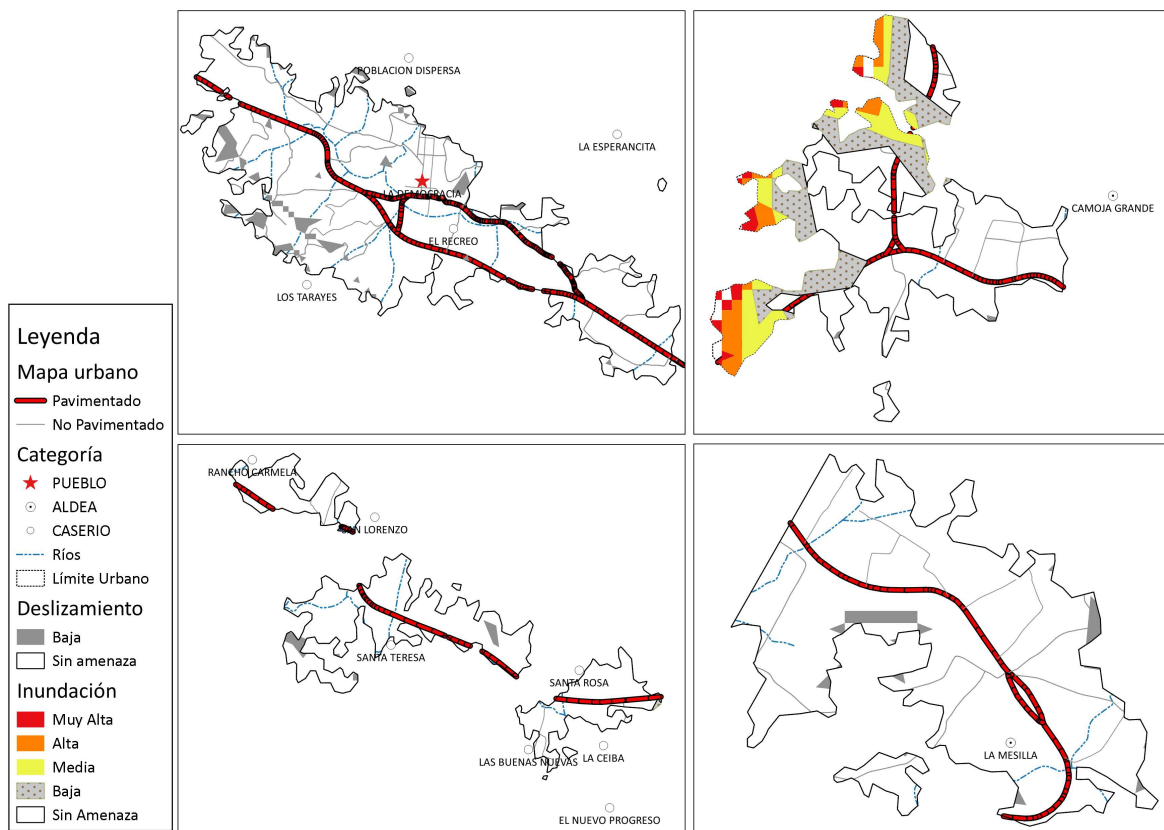 POBLACION DISPERSA
LA ESPERANCITA
LA DEMOCRACIA
EL RECREO
LOS TARAYES
CAMOJA GRANDE
Leyenda
Mapa urbano
Pavimentado
No Pavimentado
Categoría
PUEBLO
ALDEA
CASERIO
Ríos
Límite Urbano
Deslizamiento
Baja
Sin amenaza
Inundación
Muy Alta
Alta
Media
Baja
Sin Amenaza
RANCHO CARMELA
SAN LORENZO
SANTA TERESA
SANTA ROSA
LAS BUENAS NUEVAS
LA CEIBA
EL NUEVO PROGRESO
LA MESILLA